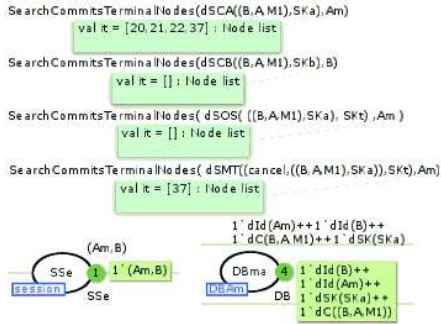 SearchCommitsTerminalNodes(dSCA((B,A,M1),SKa),Am)
val it = [20,21,22,37] : Node list
SearchCommitsTerminalNodes(dSCB((B,A,M1),SKb),B)
val it = [] : Node list
SearchCommitsTerminalNodes( dSOS( ((B,A,M1),SKa), SKt) ,Am )
val it = [] : Node list
SearchCommitsTerminalNodes( dSMT((cancel,((B,A,M1),SKa)),SKt),Am)
val it = [37] : Node list
(Am,B)
SSe
1
1`(Am,B)
session
SSe
1`dId(Am)++1`dId(B)++
1`dC(B,A,M1)++1`dSK(SKa)
DBma
4
DBAm
DB
1`dId(B)++
1`dId(Am)++
1`dSK(SKa)++
1`dC((B,A,M1))